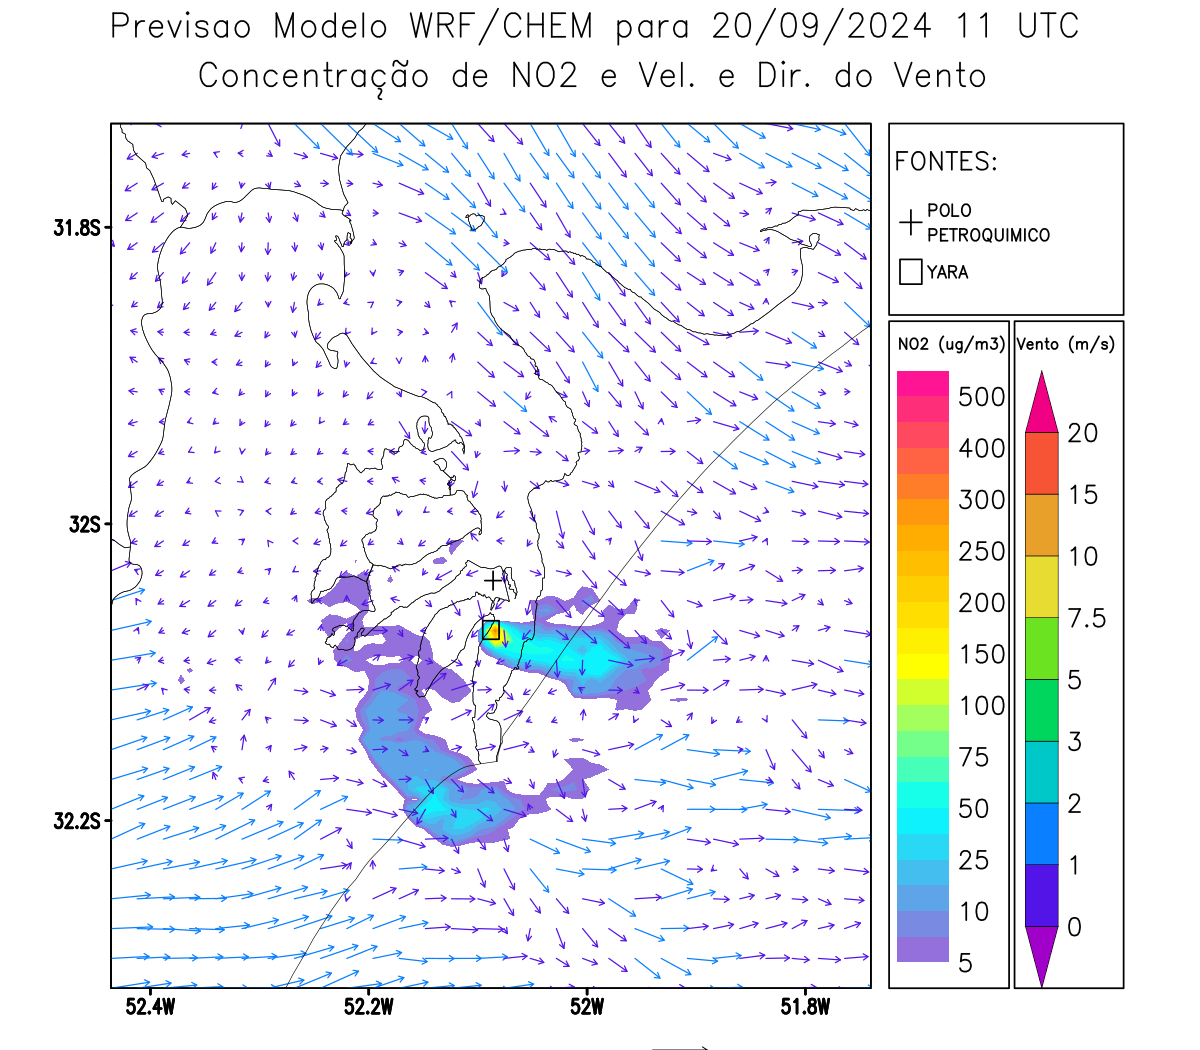 Previsao Modelo WRF/CHEM para 20/09/2024 11 UTC
Concentração de NO2 e Vel. e Dir. do Vento
FONTES:
POLO
PETROQUIMICO
YARA
NO2 (ug/m3)
500
400
300
250
200
150
100
75
50
25
10
5
Vento (m/s)
20
15
10
7.5
5
3
2
1
0
31.8S
32S
32.2S
52.4W
52.2W
52W
51.8W